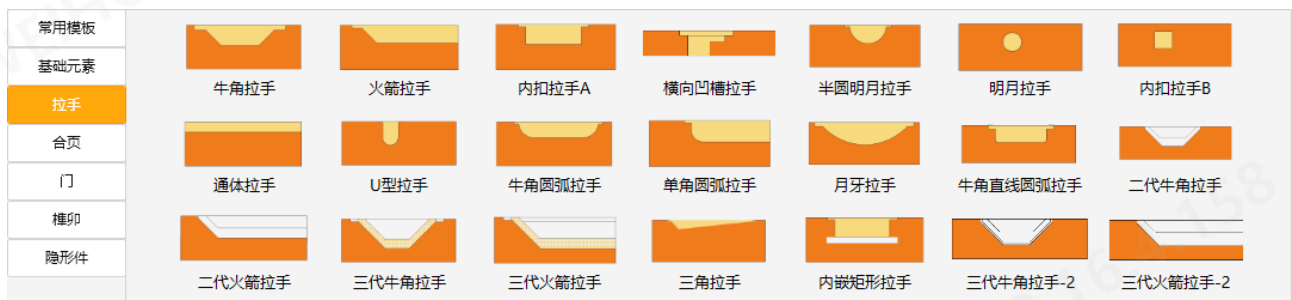 常用模板
基础元素
拉手
合页
门
榫卯
隐形件
牛角拉手 火箭拉手 内扣拉手A 横向凹槽拉手 半圆明月拉手 明月拉手 内扣拉手B
通体拉手 U型拉手 牛角圆弧拉手 单角圆弧拉手 月牙拉手 牛角直线圆弧拉手 二代牛角拉手
二代火箭拉手 三代牛角拉手 三代火箭拉手 三角拉手 内嵌矩形拉手 三代牛角拉手-2 三代火箭拉手-2